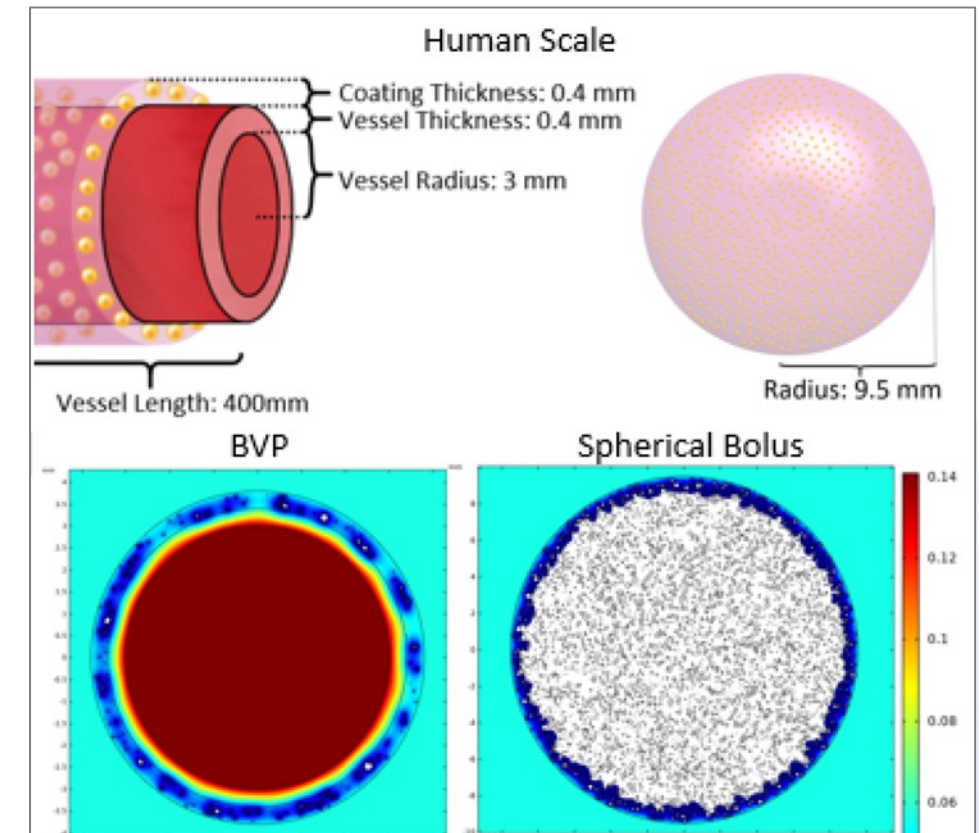 Human Scale
Coating Thickness: 0.4 mm
Vessel Thickness: 0.4 mm
Vessel Radius: 3 mm
Vessel Length: 400mm
Radius: 9.5 mm
BVP
Spherical Bolus
0.14
0.12
0.1
0.08
0.06